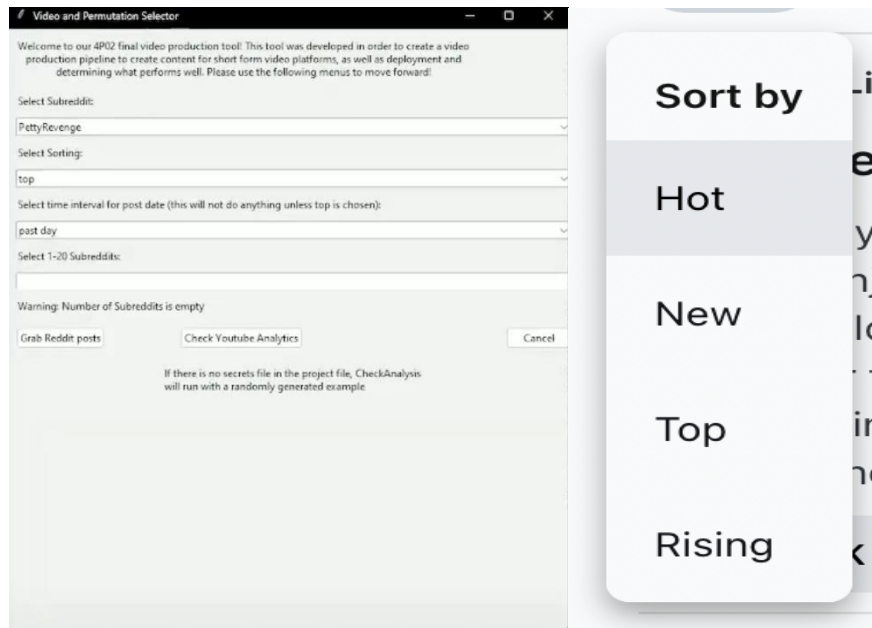 Video and Permutation Selector
Welcome to our 4P02 final video production tool! This tool was developed in order to create a video
production pipeline to create content for short form video platforms, as well as deployment and
determining what performs well. Please use the following menus to move forward!
Select Subreddit:
PettyRevenge
Select Sorting:
top
Select time interval for post date (this will not do anything unless top is chosen):
past day
Select 1-20 Subreddits:
Warning: Number of Subreddits is empty
Grab Reddit posts
Check Youtube Analytics
Cancel
If there is no secrets file in the project file, CheckAnalysis
will run with a randomly generated example
Sort by
Hot
New
Top
Rising